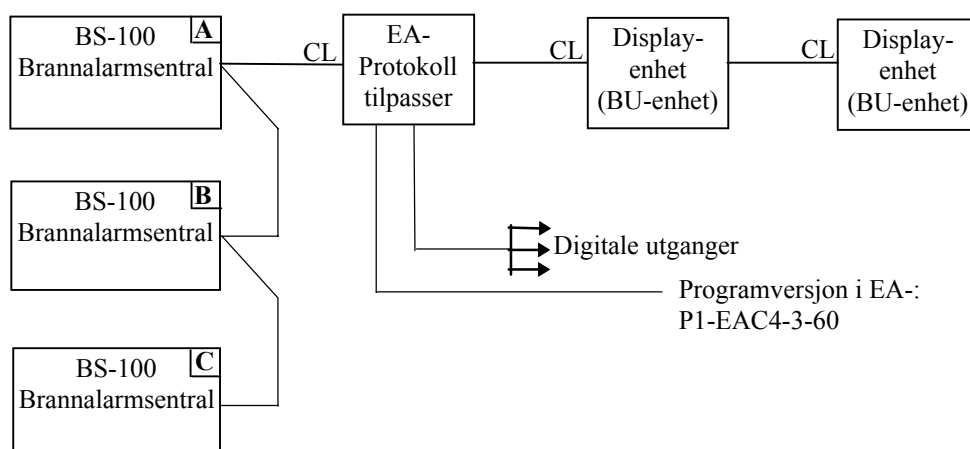 A
BS-100
Brannalarmsentral
CL
EA-
Protokoll
tilpasser
CL
Display-
enhet
(BU-enhet)
CL
Display-
enhet
(BU-enhet)
B
BS-100
Brannalarmsentral
Digitale utganger
Programversjon i EA-:
P1-EAC4-3-60
C
BS-100
Brannalarmsentral